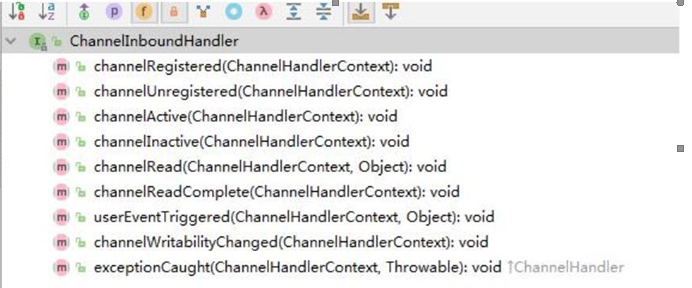 ChannelInboundHandler
channelRegistered(ChannelHandlerContext): void
channelUnregistered(ChannelHandlerContext): void
channelActive(ChannelHandlerContext): void
channelInactive(ChannelHandlerContext): void
channelRead(ChannelHandlerContext, Object): void
channelReadComplete(ChannelHandlerContext): void
userEventTriggered(ChannelHandlerContext, Object): void
channelWritabilityChanged(ChannelHandlerContext): void
exceptionCaught(ChannelHandlerContext, Throwable): void ↑ChannelHandler